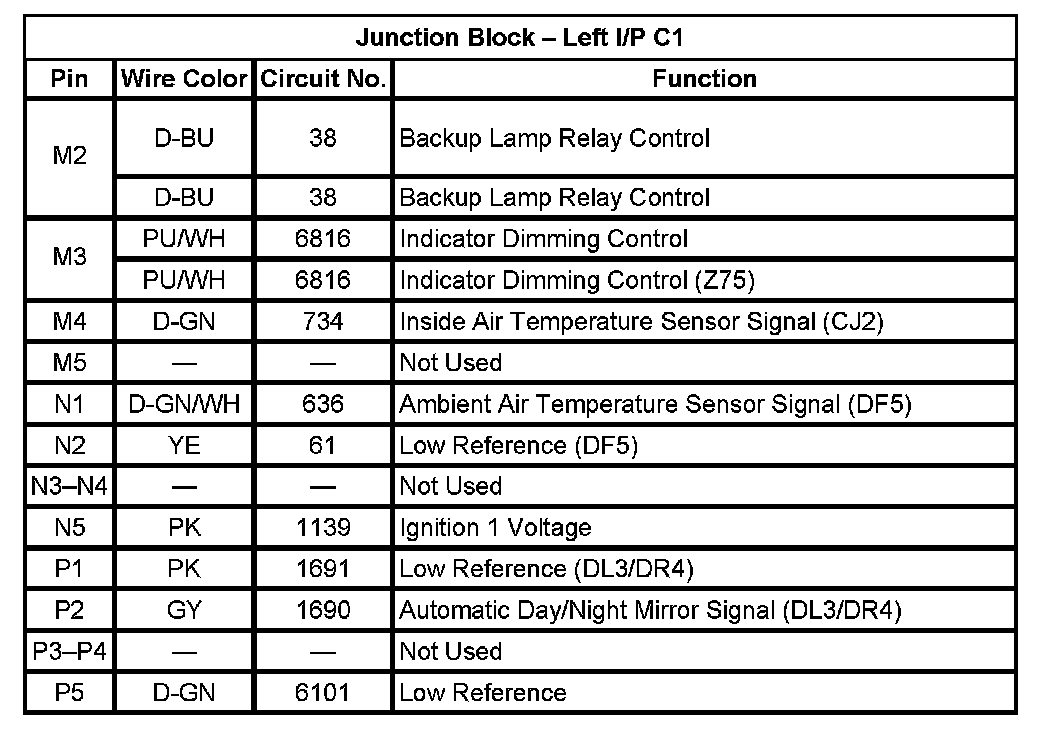 Junction Block – Left I/P C1
Pin Wire Color Circuit No. Function
M2 D-BU 38 Backup Lamp Relay Control
D-BU 38 Backup Lamp Relay Control
M3 PU/WH 6816 Indicator Dimming Control
PU/WH 6816 Indicator Dimming Control (Z75)
M4 D-GN 734 Inside Air Temperature Sensor Signal (CJ2)
M5 — — Not Used
N1 D-GN/WH 636 Ambient Air Temperature Sensor Signal (DF5)
N2 YE 61 Low Reference (DF5)
N3–N4 — — Not Used
N5 PK 1139 Ignition 1 Voltage
P1 PK 1691 Low Reference (DL3/DR4)
P2 GY 1690 Automatic Day/Night Mirror Signal (DL3/DR4)
P3–P4 — — Not Used
P5 D-GN 6101 Low Reference